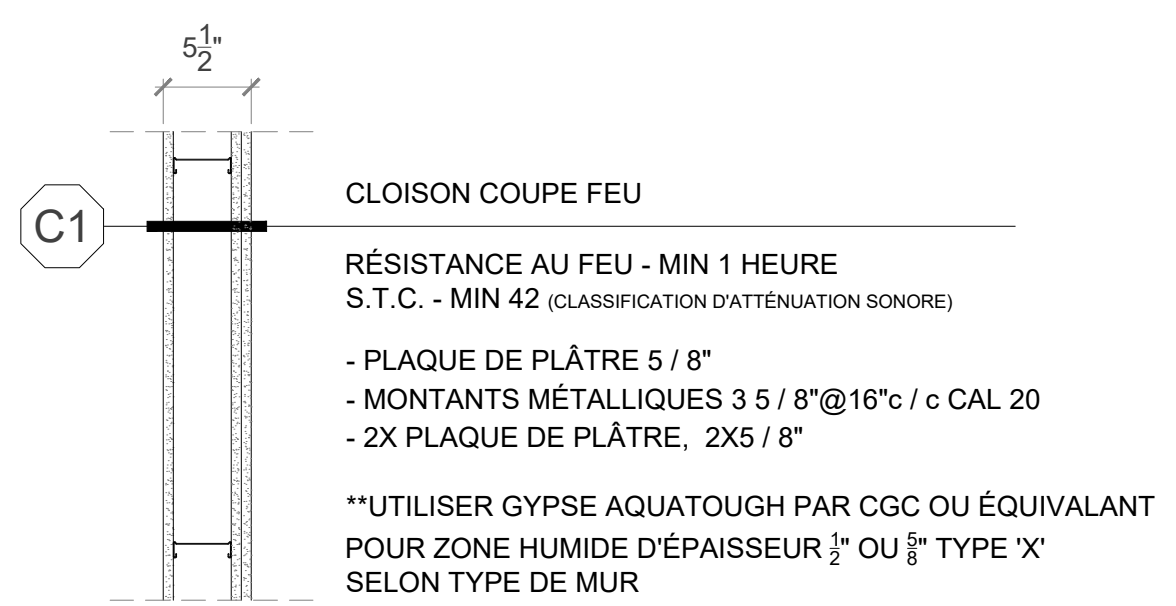 5 1/2"
C1
CLOISON COUPE FEU
RÉSISTANCE AU FEU - MIN 1 HEURE
S.T.C. - MIN 42 (CLASSIFICATION D'ATTÉNUATION SONORE)
- PLAQUE DE PLÂTRE 5 / 8"
- MONTANTS MÉTALLIQUES 3 5 / 8"@16"c / c CAL 20
- 2X PLAQUE DE PLÂTRE, 2X5 / 8"
**UTILISER GYPSE AQUATOUGH PAR CGC OU ÉQUIVALANT
POUR ZONE HUMIDE D'ÉPAISSEUR 1/2" OU 5/8" TYPE 'X'
SELON TYPE DE MUR